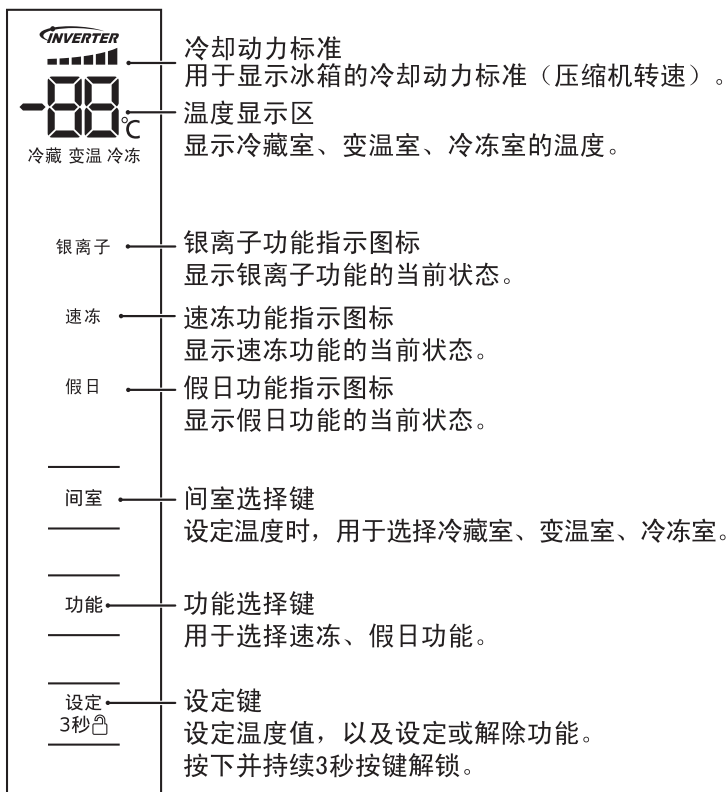 INVERTER
冷却动力标准
用于显示冰箱的冷却动力标准（压缩机转速）。
-88℃
温度显示区
显示冷藏室、变温室、冷冻室的温度。
冷藏 变温 冷冻
银离子
银离子功能指示图标
显示银离子功能的当前状态。
速冻
速冻功能指示图标
显示速冻功能的当前状态。
假日
假日功能指示图标
显示假日功能的当前状态。
间室
间室选择键
设定温度时，用于选择冷藏室、变温室、冷冻室。
功能
功能选择键
用于选择速冻、假日功能。
设定
3秒
设定键
设定温度值，以及设定或解除功能。
按下并持续3秒按键解锁。